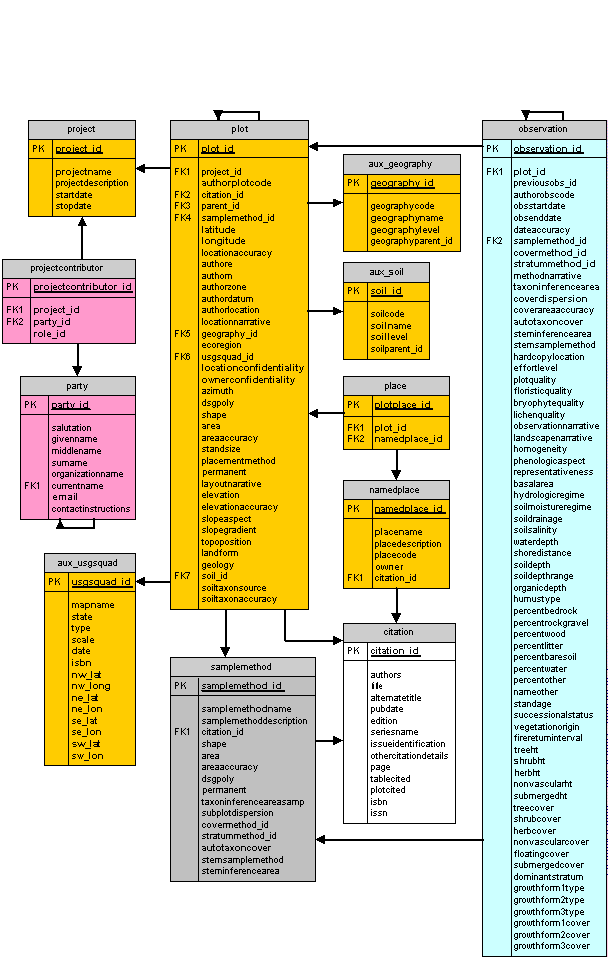 project
PK project_id
projectname
projectdescription
startdate
stopdate
projectcontributor
PK projectcontributor_id
FK1 project_id
FK2 party_id
role_id
party
PK party_id
salutation
givenname
middlename
surname
organizationname
FK1 currentname
email
contactinstructions
aux_usgsquad
PK usgsquad_id
mapname
state
type
scale
date
isbn
nw_lat
nw_long
ne_lat
ne_lon
se_lat
se_lon
sw_lat
sw_lon
plot
PK plot_id
FK1 project_id
authorplotcode
FK2 citation_id
FK3 parent_id
FK4 samplemethod_id
latitude
longitude
locationaccuracy
authore
authorn
authorzone
authordatum
authorlocation
locationnarrative
FK5 geography_id
ecoregion
FK6 usgsquad_id
locationconfidentiality
ownerconfidentiality
azimuth
dsgpoly
shape
area
areaaccuracy
standsize
placementmethod
permanent
layoutnarrative
elevation
elevationaccuracy
slopeaspect
slopegradient
topoposition
landform
geology
FK7 soil_id
soiltaxonsource
soiltaxonaccuracy
samplemethod
PK samplemethod_id
samplemethodname
samplemethoddescription
FK1 citation_id
shape
area
areaaccuracy
dsgpoly
permanent
taxoninferenceareasamp
subplotdispersion
covermethod_id
stratummethod_id
autotaxoncover
stemsamplemethod
steminferencearea
aux_geography
PK geography_id
geographycode
geographyname
geographylevel
geographyparent_id
aux_soil
PK soil_id
soilcode
soilname
soillevel
soilparent_id
place
PK plotplace_id
FK1 plot_id
FK2 namedplace_id
namedplace
PK namedplace_id
placename
placedescription
placecode
owner
FK1 citation_id
citation
PK citation_id
authors
title
alternatetitle
pubdate
edition
seriesname
issueidentification
othercitationdetails
page
tablecited
plotcited
isbn
issn
observation
PK observation_id
FK1 plot_id
previousobs_id
authorobscode
obsstartdate
obsenddate
dateaccuracy
FK2 samplemethod_id
covermethod_id
stratummethod_id
methodnarrative
taxoninferencearea
coverdispersion
coverareaaccuracy
autotaxoncover
steminferencearea
stemsamplemethod
hardcopylocation
effortlevel
plotquality
floristicquality
bryophytequality
lichenquality
observationnarrative
landscapenarrative
homogeneity
phenologicaspect
representativeness
basalarea
hydrologicregime
soilmoistureregime
soildrainage
soilsalinity
waterdepth
shoredistance
soildepth
soildepthrange
organicdepth
humustype
percentbedrock
percentrockgravel
percentwood
percentlitter
percentbaresoil
percentwater
percentother
nameother
standage
successionalstatus
vegetationorigin
firereturninterval
treeht
shrubht
herbht
nonvascularht
submergedht
treecover
shrubcover
herbcover
nonvascularcover
floatingcover
submergedcover
dominantstratum
growthform1type
growthform2type
growthform3type
growthform1cover
growthform2cover
growthform3cover